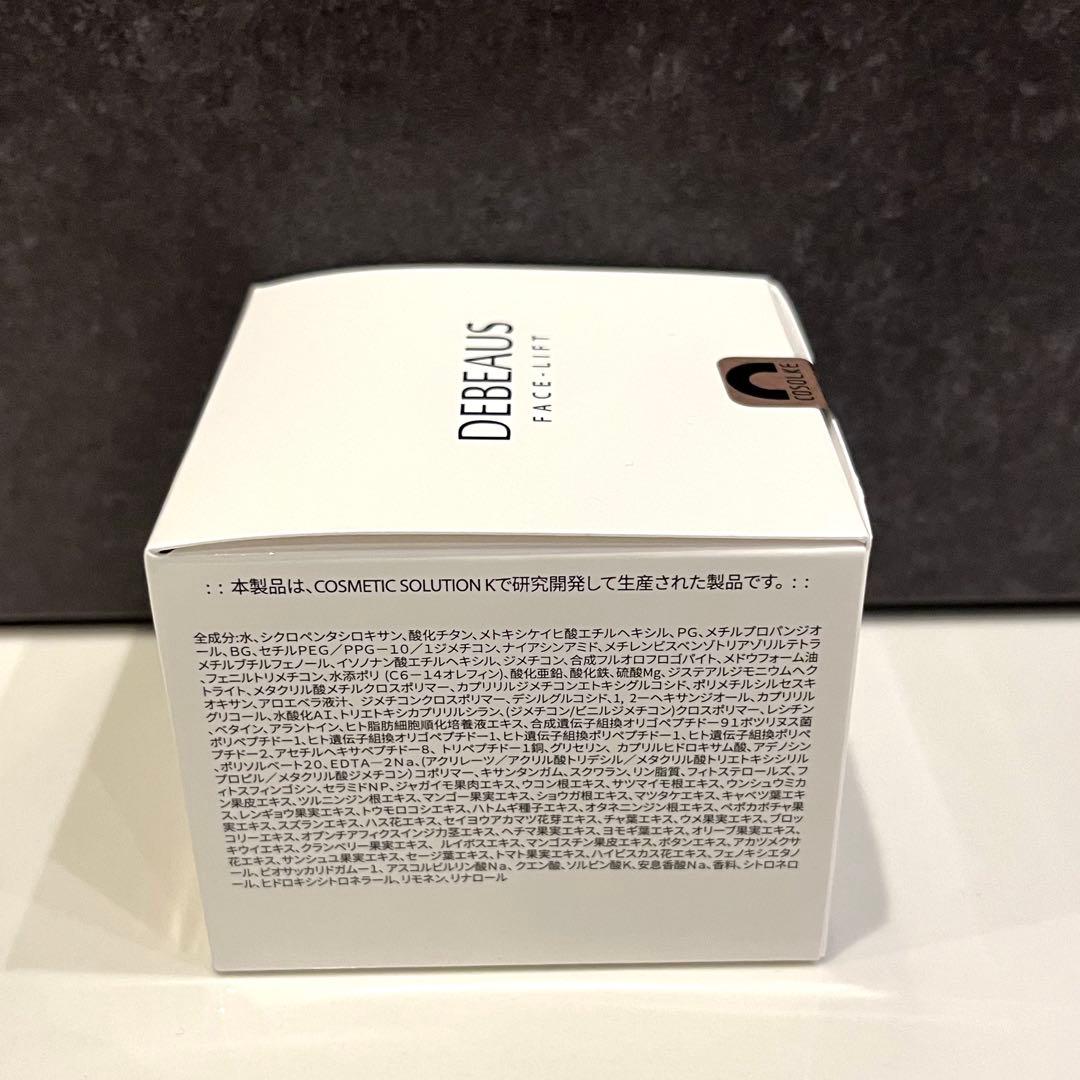 DEBEAUS
FACE-LIFT
COSOLKE
:: 本製品は、COSMETIC SOLUTION Kで研究開発して生産された製品です。::
全成分:水、シクロペンタシロキサン、酸化チタン、メトキシケイヒ酸エチルヘキシル、PG、メチルプロパンジオ
ール、BG、セチルPEG/PPG-10/1ジメチコン、ナイアシンアミド、メチレンビスベンゾトリアゾリルテトラ
メチルブチルフェノール、イソノナン酸エチルヘキシル、ジメチコン、合成フルオロフロゴパイト、メドウフォーム油
、フェニルトリメチコン、水添ポリ (C6-14オレフィン)、酸化亜鉛、酸化鉄、硫酸Mg、ジステアルジモニウムヘク
トライト、メタクリル酸メチルクロスポリマー、カプリリルジメチコンエトキシグルコシド、ポリメチルシルセスキ
オキサン、アロエベラ液汁、ジメチコンクロスポリマー、デシルグルコシド、1, 2-ヘキサンジオール、カプリリル
グリコール、水酸化AI、トリエトキシカプリリルシラン、(ジメチコン/ビニルジメチコン)クロスポリマー、レシチン
、ベタイン、アラントイン、ヒト脂肪細胞順化培養液エキス、合成遺伝子組換オリゴペプチド-91ボツリヌス菌
ポリペプチド-1、ヒト遺伝子組換オリゴペプチド-1、ヒト遺伝子組換ポリペプチド-1、ヒト遺伝子組換ポリペ
プチド-2、アセチルヘキサペプチド-8、トリペプチド-1銅、グリセリン、カプリルヒドロキサム酸、アデノシン
、ポリソルベート20、EDTA-2Na、(アクリレーツ/アクリル酸トリデシル/メタクリル酸トリエトキシシリル
プロピル/メタクリル酸ジメチコン) コポリマー、キサンタンガム、スクワラン、リン脂質、フィトステロールズ、フ
ィトスフィンゴシン、セラミドNP、ジャガイモ果肉エキス、ウコン根エキス、サツマイモ根エキス、ウンシュウミカ
ン果皮エキス、ツルニンジン根エキス、マンゴー果実エキス、ショウガ根エキス、マツタケエキス、キャベツ葉エキ
ス、レンギョウ果実エキス、トウモロコシエキス、ハトムギ種子エキス、オタネニンジン根エキス、ペポカボチャ果
実エキス、スズランエキス、ハス花エキス、セイヨウアカマツ花芽エキス、チャ葉エキス、ウメ果実エキス、ブロッ
コリーエキス、オプンチアフィクスインジカ茎エキス、ヘチマ果実エキス、ヨモギ葉エキス、オリーブ果実エキス、
キウイエキス、クランベリー果実エキス、ルイボスエキス、マンゴスチン果皮エキス、ボタンエキス、アカツメクサ
花エキス、サンシュユ果実エキス、セージ葉エキス、トマト果実エキス、ハイビスカス花エキス、フェノキシエタノ
ール、ビオサッカリドガム-1、アスコルビルリン酸Na、クエン酸、ソルビン酸K、安息香酸Na、香料、シトロネロ
ール、ヒドロキシシトロネラール、リモネン、リナロール